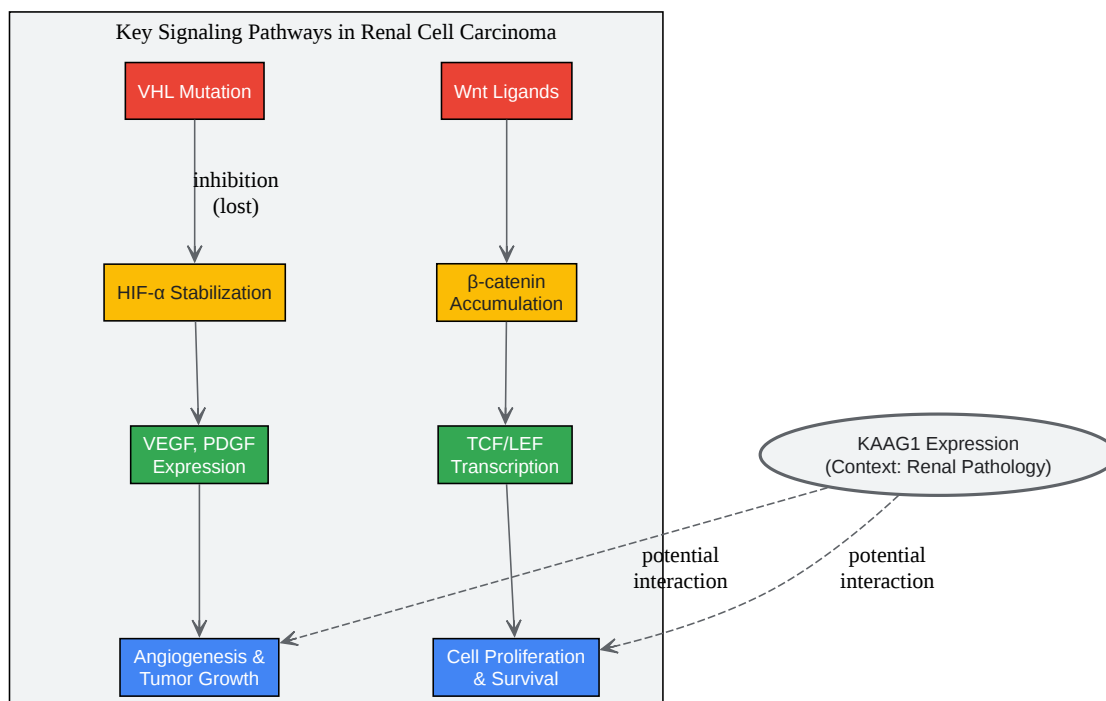 Key Signaling Pathways in Renal Cell Carcinoma
VHL Mutation
Wnt Ligands
inhibition
(lost)
HIF-α Stabilization
β-catenin
Accumulation
VEGF, PDGF
Expression
TCF/LEF
Transcription
KAAG1 Expression
(Context: Renal Pathology)
potential
interaction
potential
interaction
Angiogenesis &
Tumor Growth
Cell Proliferation
& Survival